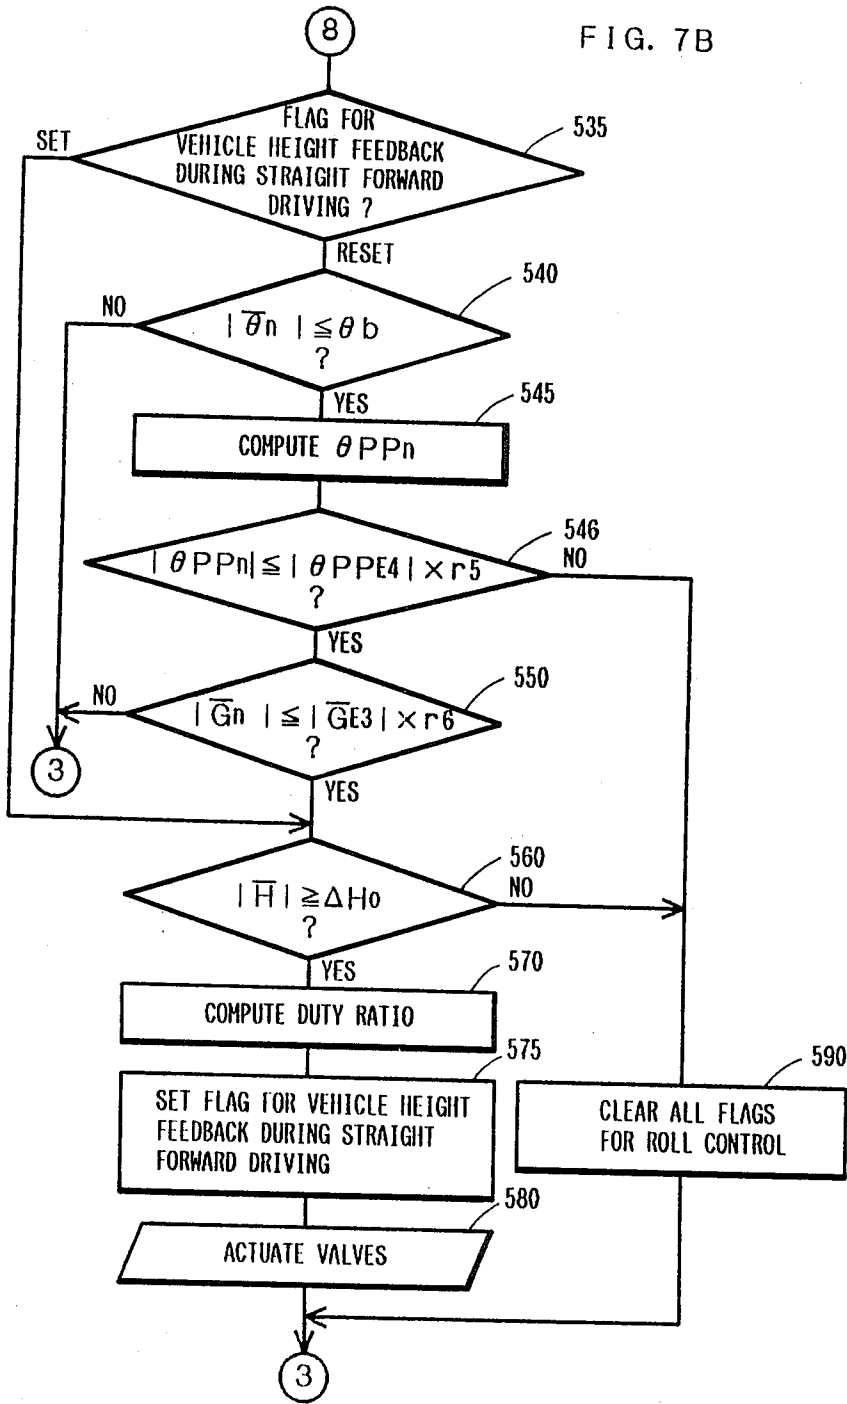 8
FIG. 7B
FLAG FOR
VEHICLE HEIGHT FEEDBACK
DURING STRAIGHT FORWARD
DRIVING ?
535
SET
RESET
540
NO
| θ̅n | ≦ θb
?
YES
545
COMPUTE θPPn
546
| θPPn| ≦ | θPPE4 | × r5
?
NO
YES
550
NO
| G̅n | ≦ | G̅E3 | × r6
?
3
YES
560
| H̅ | ≧ ΔHo
?
NO
YES
570
COMPUTE DUTY RATIO
575
SET FLAG FOR VEHICLE HEIGHT
FEEDBACK DURING STRAIGHT
FORWARD DRIVING
590
CLEAR ALL FLAGS
FOR ROLL CONTROL
580
ACTUATE VALVES
3